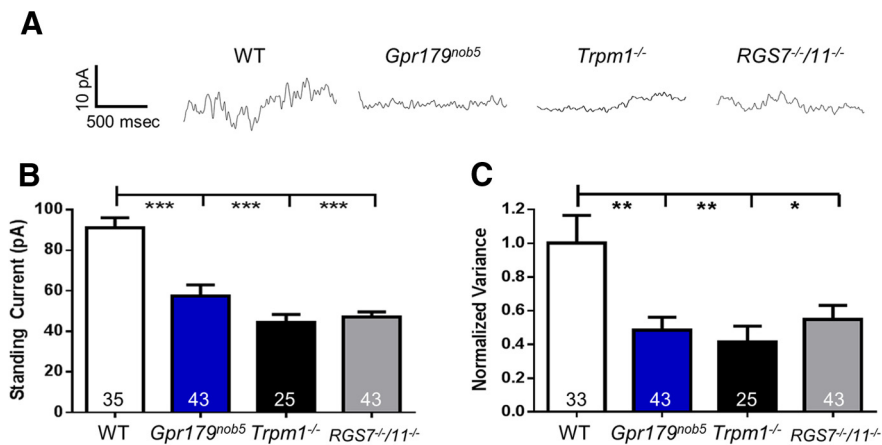 A
WT
Gpr179nob5
Trpm1-/-
RGS7-/-/11-/-
10 pA
500 msec
B
Standing Current (pA)
100
80
60
40
20
0
***
***
***
35
43
25
43
WT
Gpr179nob5
Trpm1-/-
RGS7-/-/11-/-
C
Normalized Variance
1.2
1.0
0.8
0.6
0.4
0.2
0.0
**
**
*
33
43
25
43
WT
Gpr179nob5
Trpm1-/-
RGS7-/-/11-/-